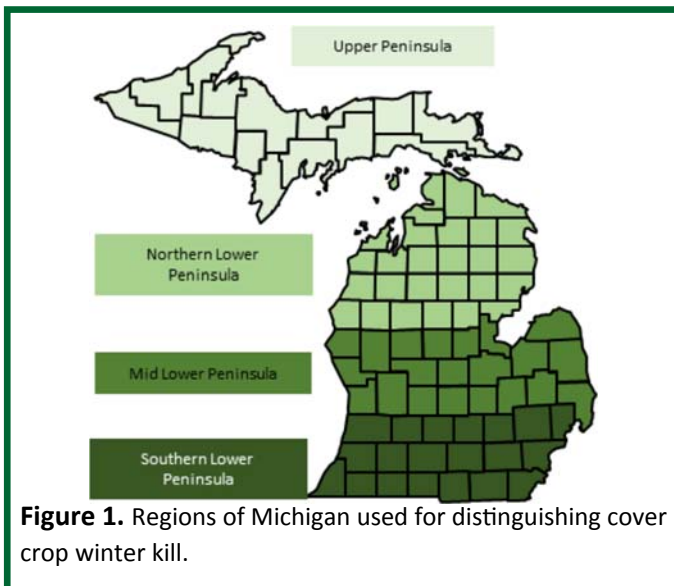 Upper Peninsula
Northern Lower
Peninsula
Mid Lower Peninsula
Southern Lower
Peninsula
Figure 1. Regions of Michigan used for distinguishing cover
crop winter kill.